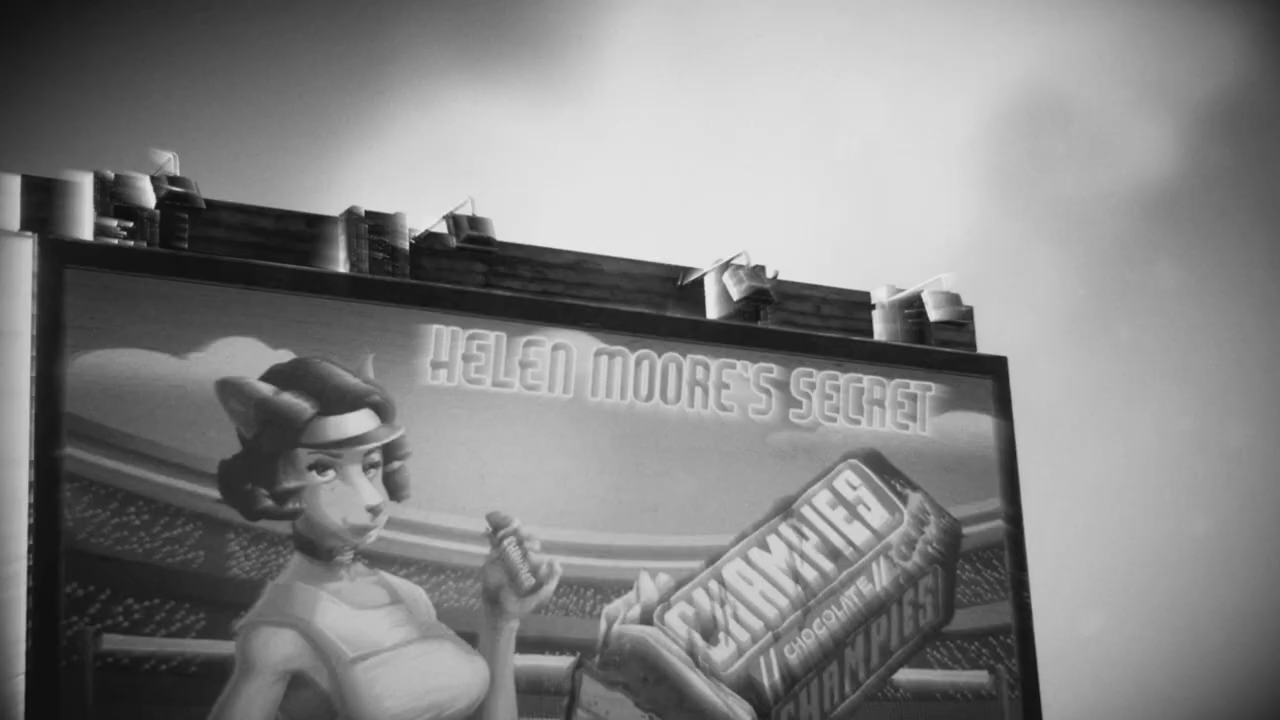 HELEN MOORE'S SECRET
CHAMPIES
// CHOCOLATE //
CHAMPIES